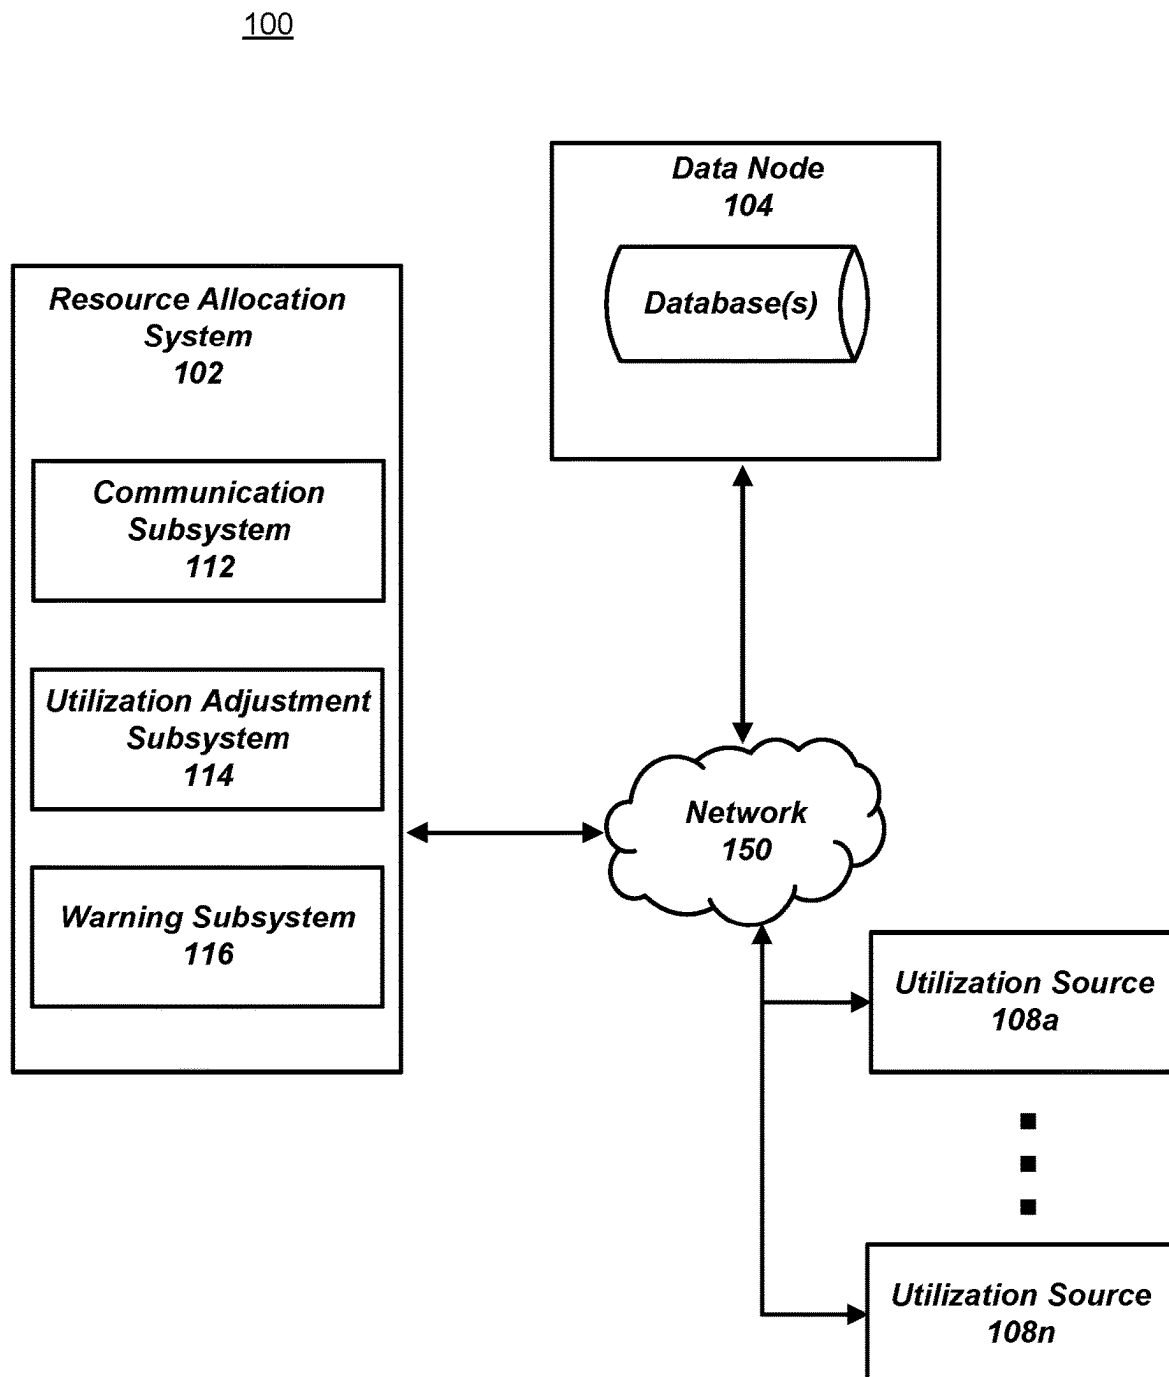 100
Data Node
104
Database(s)
Resource Allocation
System
102
Communication
Subsystem
112
Utilization Adjustment
Subsystem
114
Warning Subsystem
116
Network
150
Utilization Source
108a
Utilization Source
108n